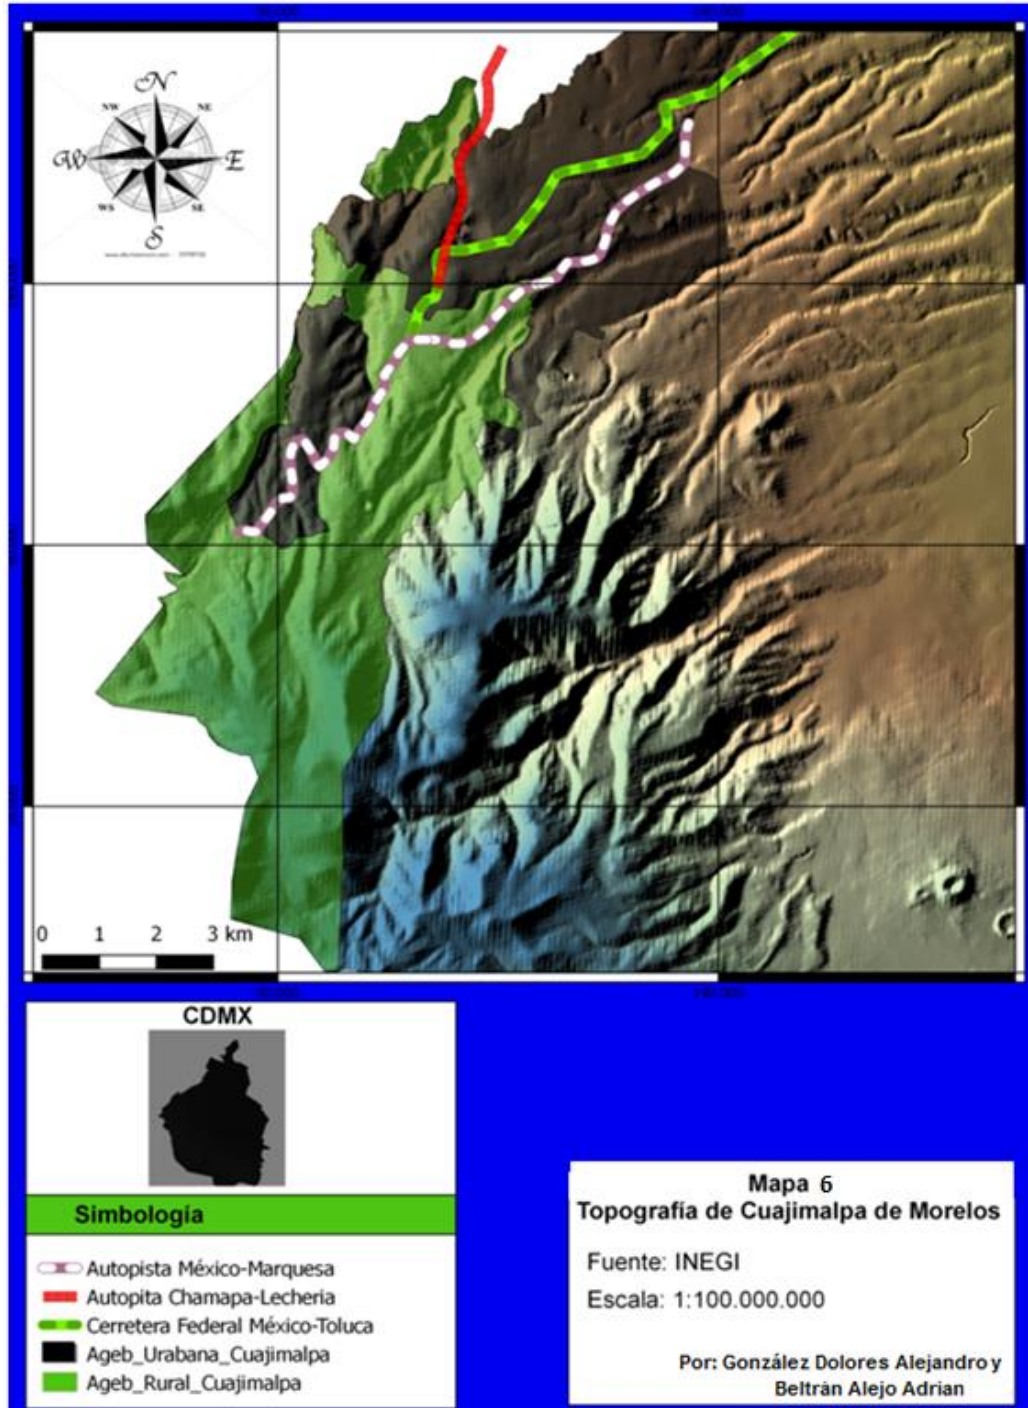 N
NW
NE
W
E
WS
SE
S
0 1 2 3 km
CDMX
Simbología
Autopista México-Marquesa
Autopita Chamapa-Lecheria
Cerretera Federal México-Toluca
Ageb_Urabana_Cuajimalpa
Ageb_Rural_Cuajimalpa
Mapa 6
Topografía de Cuajimalpa de Morelos
Fuente: INEGI
Escala: 1:100.000.000
Por: González Dolores Alejandro y
Beltrán Alejo Adrian